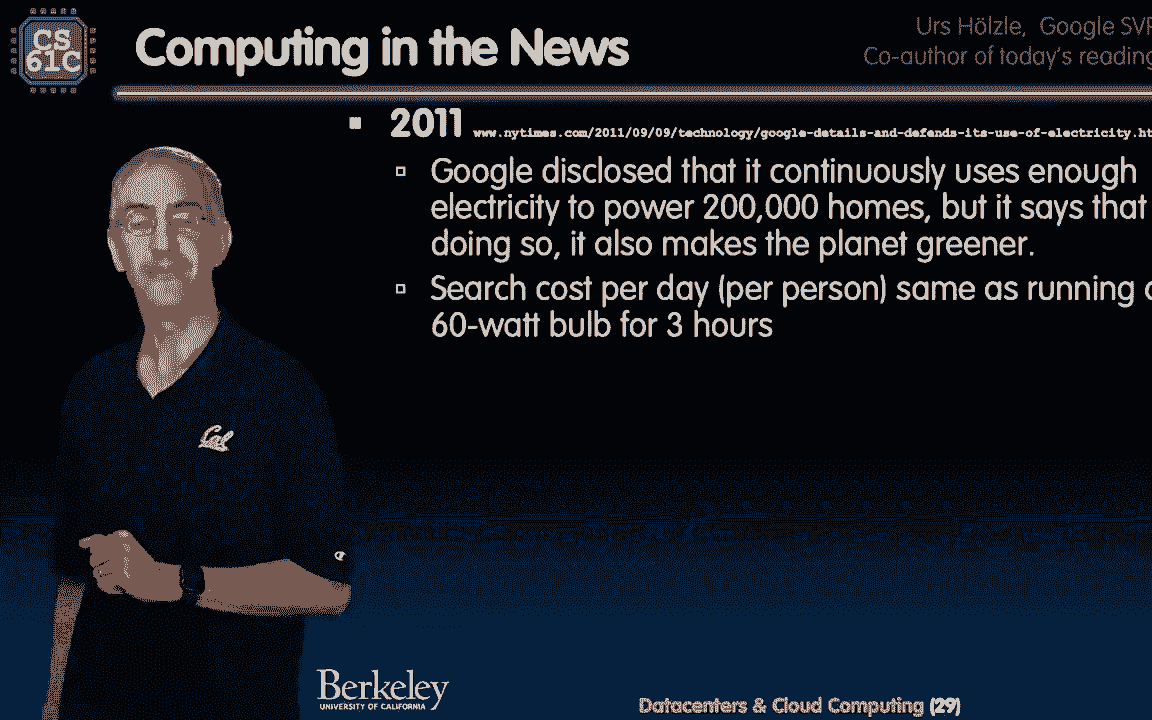 CS
61C
Computing in the News
Urs Hölzle, Google SVP
Co-author of today's reading
2011 www.nytimes.com/2011/09/09/technology/google-details-and-defends-its-use-of-electricity.ht
Google disclosed that it continuously uses enough
electricity to power 200,000 homes, but it says that
doing so, it also makes the planet greener.
Search cost per day (per person) same as running
60-watt bulb for 3 hours
Cal
Berkeley
UNIVERSITY OF CALIFORNIA
Datacenters & Cloud Computing (29)